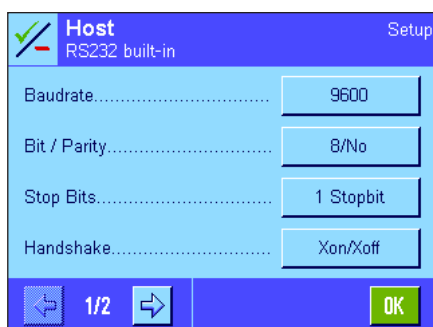 Host
Setup
RS232 built-in
Baudrate.............................. 9600
Bit / Parity............................ 8/No
Stop Bits.............................. 1 Stopbit
Handshake........................... Xon/Xoff
1/2
OK